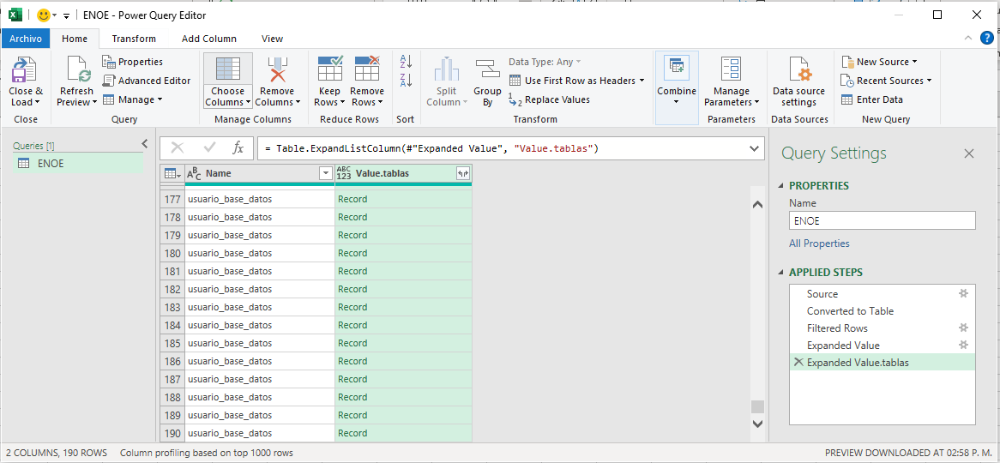 ENOE - Power Query Editor
Archivo Home Transform Add Column View
Close & Load
Refresh Preview
Properties
Advanced Editor
Manage
Choose Columns
Remove Columns
Keep Rows
Remove Rows
A Z
Z A
Split Column
Group By
Data Type: Any
Use First Row as Headers
1 2 Replace Values
Combine
Manage Parameters
Data source settings
New Source
Recent Sources
Enter Data
Close Query Manage Columns Reduce Rows Sort Transform Parameters Data Sources New Query
Queries [1]
ENOE
fx = Table.ExpandListColumn(#"Expanded Value", "Value.tablas")
ABC Name ABC 123 Value.tablas
177 usuario_base_datos Record
178 usuario_base_datos Record
179 usuario_base_datos Record
180 usuario_base_datos Record
181 usuario_base_datos Record
182 usuario_base_datos Record
183 usuario_base_datos Record
184 usuario_base_datos Record
185 usuario_base_datos Record
186 usuario_base_datos Record
187 usuario_base_datos Record
188 usuario_base_datos Record
189 usuario_base_datos Record
190 usuario_base_datos Record
Query Settings
PROPERTIES
Name
ENOE
All Properties
APPLIED STEPS
Source
Converted to Table
Filtered Rows
Expanded Value
Expanded Value.tablas
2 COLUMNS, 190 ROWS Column profiling based on top 1000 rows PREVIEW DOWNLOADED AT 02:58 P. M.